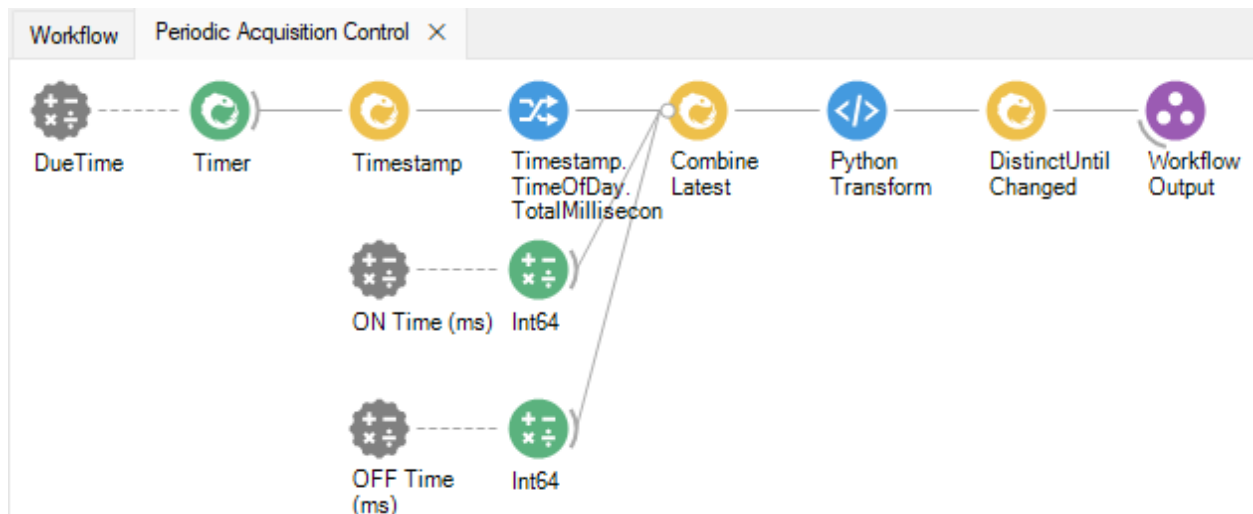 Workflow
Periodic Acquisition Control
DueTime
Timer
Timestamp
Timestamp.
TimeOfDay.
TotalMillisecon
Combine
Latest
Python
Transform
DistinctUntil
Changed
Workflow
Output
ON Time (ms)
Int64
OFF Time
(ms)
Int64